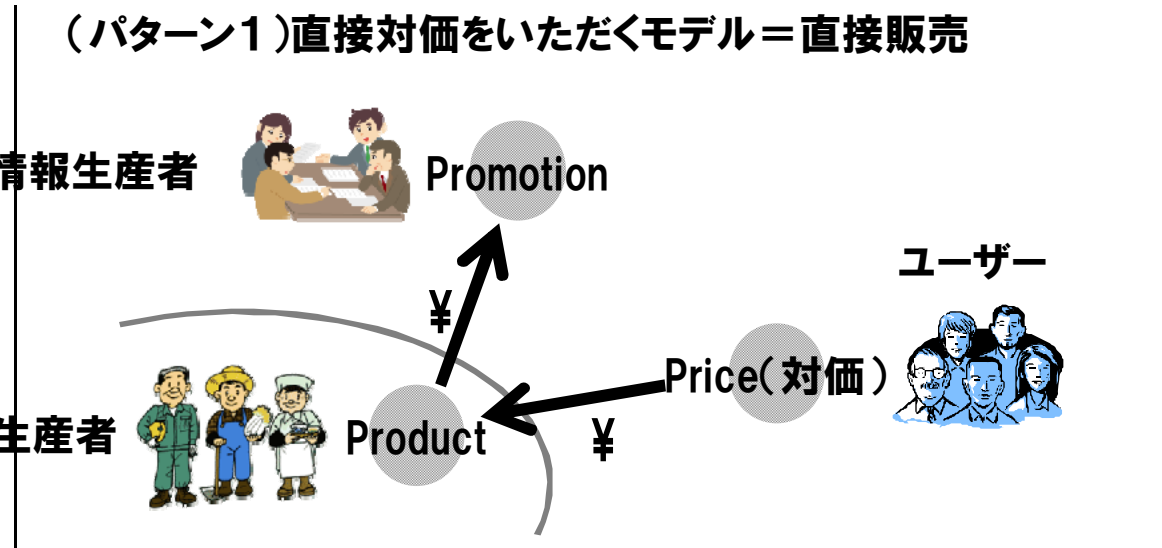 （パターン１）直接対価をいただくモデル＝直接販売
情報生産者
Promotion
ユーザー
¥
Price（対価）
生産者
Product
¥